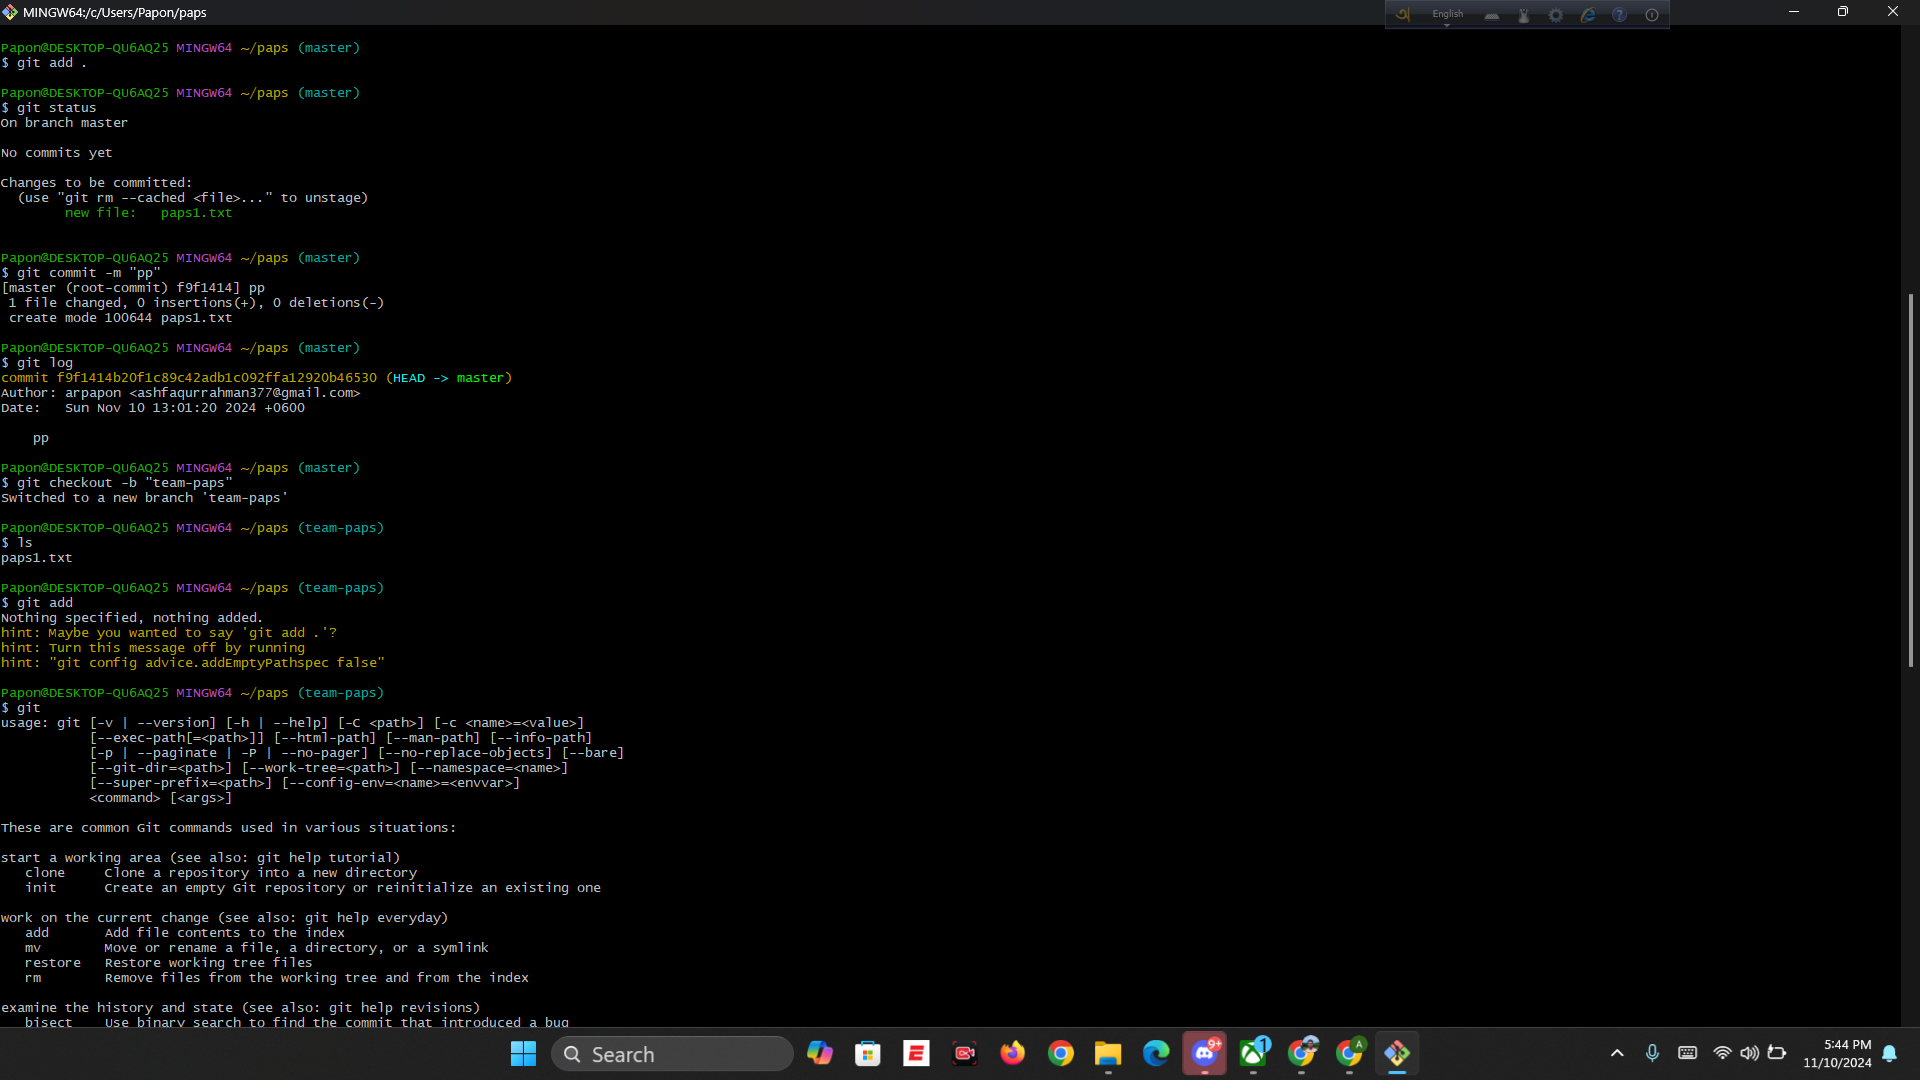 MINGW64:/c/Users/Papon/paps
English
Papon@DESKTOP-QU6AQ25 MINGW64 ~/paps (master)
$ git add .
Papon@DESKTOP-QU6AQ25 MINGW64 ~/paps (master)
$ git status
On branch master
No commits yet
Changes to be committed:
(use "git rm --cached <file>..." to unstage)
new file:   paps1.txt
Papon@DESKTOP-QU6AQ25 MINGW64 ~/paps (master)
$ git commit -m "pp"
[master (root-commit) f9f1414] pp
1 file changed, 0 insertions(+), 0 deletions(-)
create mode 100644 paps1.txt
Papon@DESKTOP-QU6AQ25 MINGW64 ~/paps (master)
$ git log
commit f9f1414b20f1c89c42adb1c092ffa12920b46530 (HEAD -> master)
Author: arpapon <ashfaqurrahman377@gmail.com>
Date:   Sun Nov 10 13:01:20 2024 +0600
pp
Papon@DESKTOP-QU6AQ25 MINGW64 ~/paps (master)
$ git checkout -b "team-paps"
Switched to a new branch 'team-paps'
Papon@DESKTOP-QU6AQ25 MINGW64 ~/paps (team-paps)
$ ls
paps1.txt
Papon@DESKTOP-QU6AQ25 MINGW64 ~/paps (team-paps)
$ git add
Nothing specified, nothing added.
hint: Maybe you wanted to say 'git add .'?
hint: Turn this message off by running
hint: "git config advice.addEmptyPathspec false"
Papon@DESKTOP-QU6AQ25 MINGW64 ~/paps (team-paps)
$ git
usage: git [-v | --version] [-h | --help] [-C <path>] [-c <name>=<value>]
[--exec-path[=<path>]] [--html-path] [--man-path] [--info-path]
[-p | --paginate | -P | --no-pager] [--no-replace-objects] [--bare]
[--git-dir=<path>] [--work-tree=<path>] [--namespace=<name>]
[--super-prefix=<path>] [--config-env=<name>=<envvar>]
<command> [<args>]
These are common Git commands used in various situations:
start a working area (see also: git help tutorial)
clone     Clone a repository into a new directory
init      Create an empty Git repository or reinitialize an existing one
work on the current change (see also: git help everyday)
add       Add file contents to the index
mv        Move or rename a file, a directory, or a symlink
restore   Restore working tree files
rm        Remove files from the working tree and from the index
examine the history and state (see also: git help revisions)
bisect    Use binary search to find the commit that introduced a bug
Search
9+
1
A
5:44 PM
11/10/2024